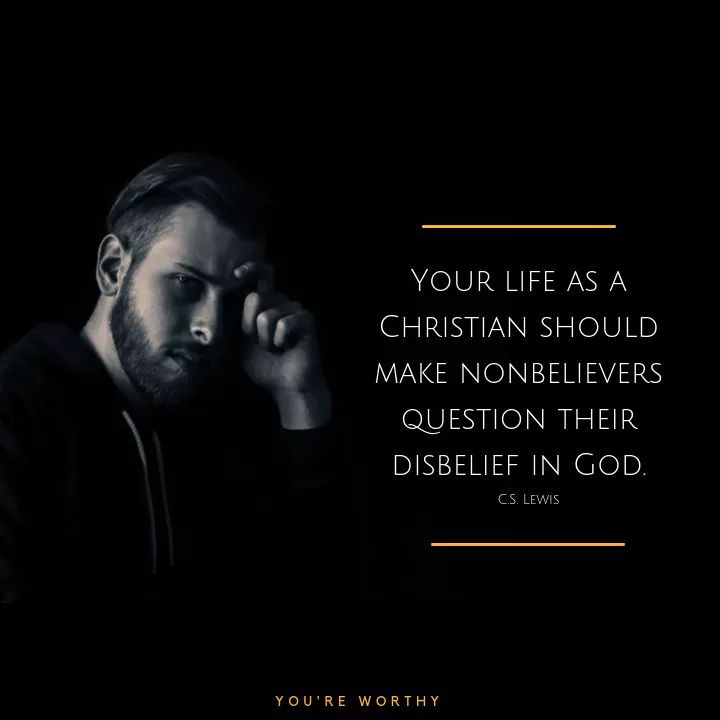 Your life as a
Christian should
make nonbelievers
question their
disbelief in God.
C.S. Lewis
YOU'RE WORTHY